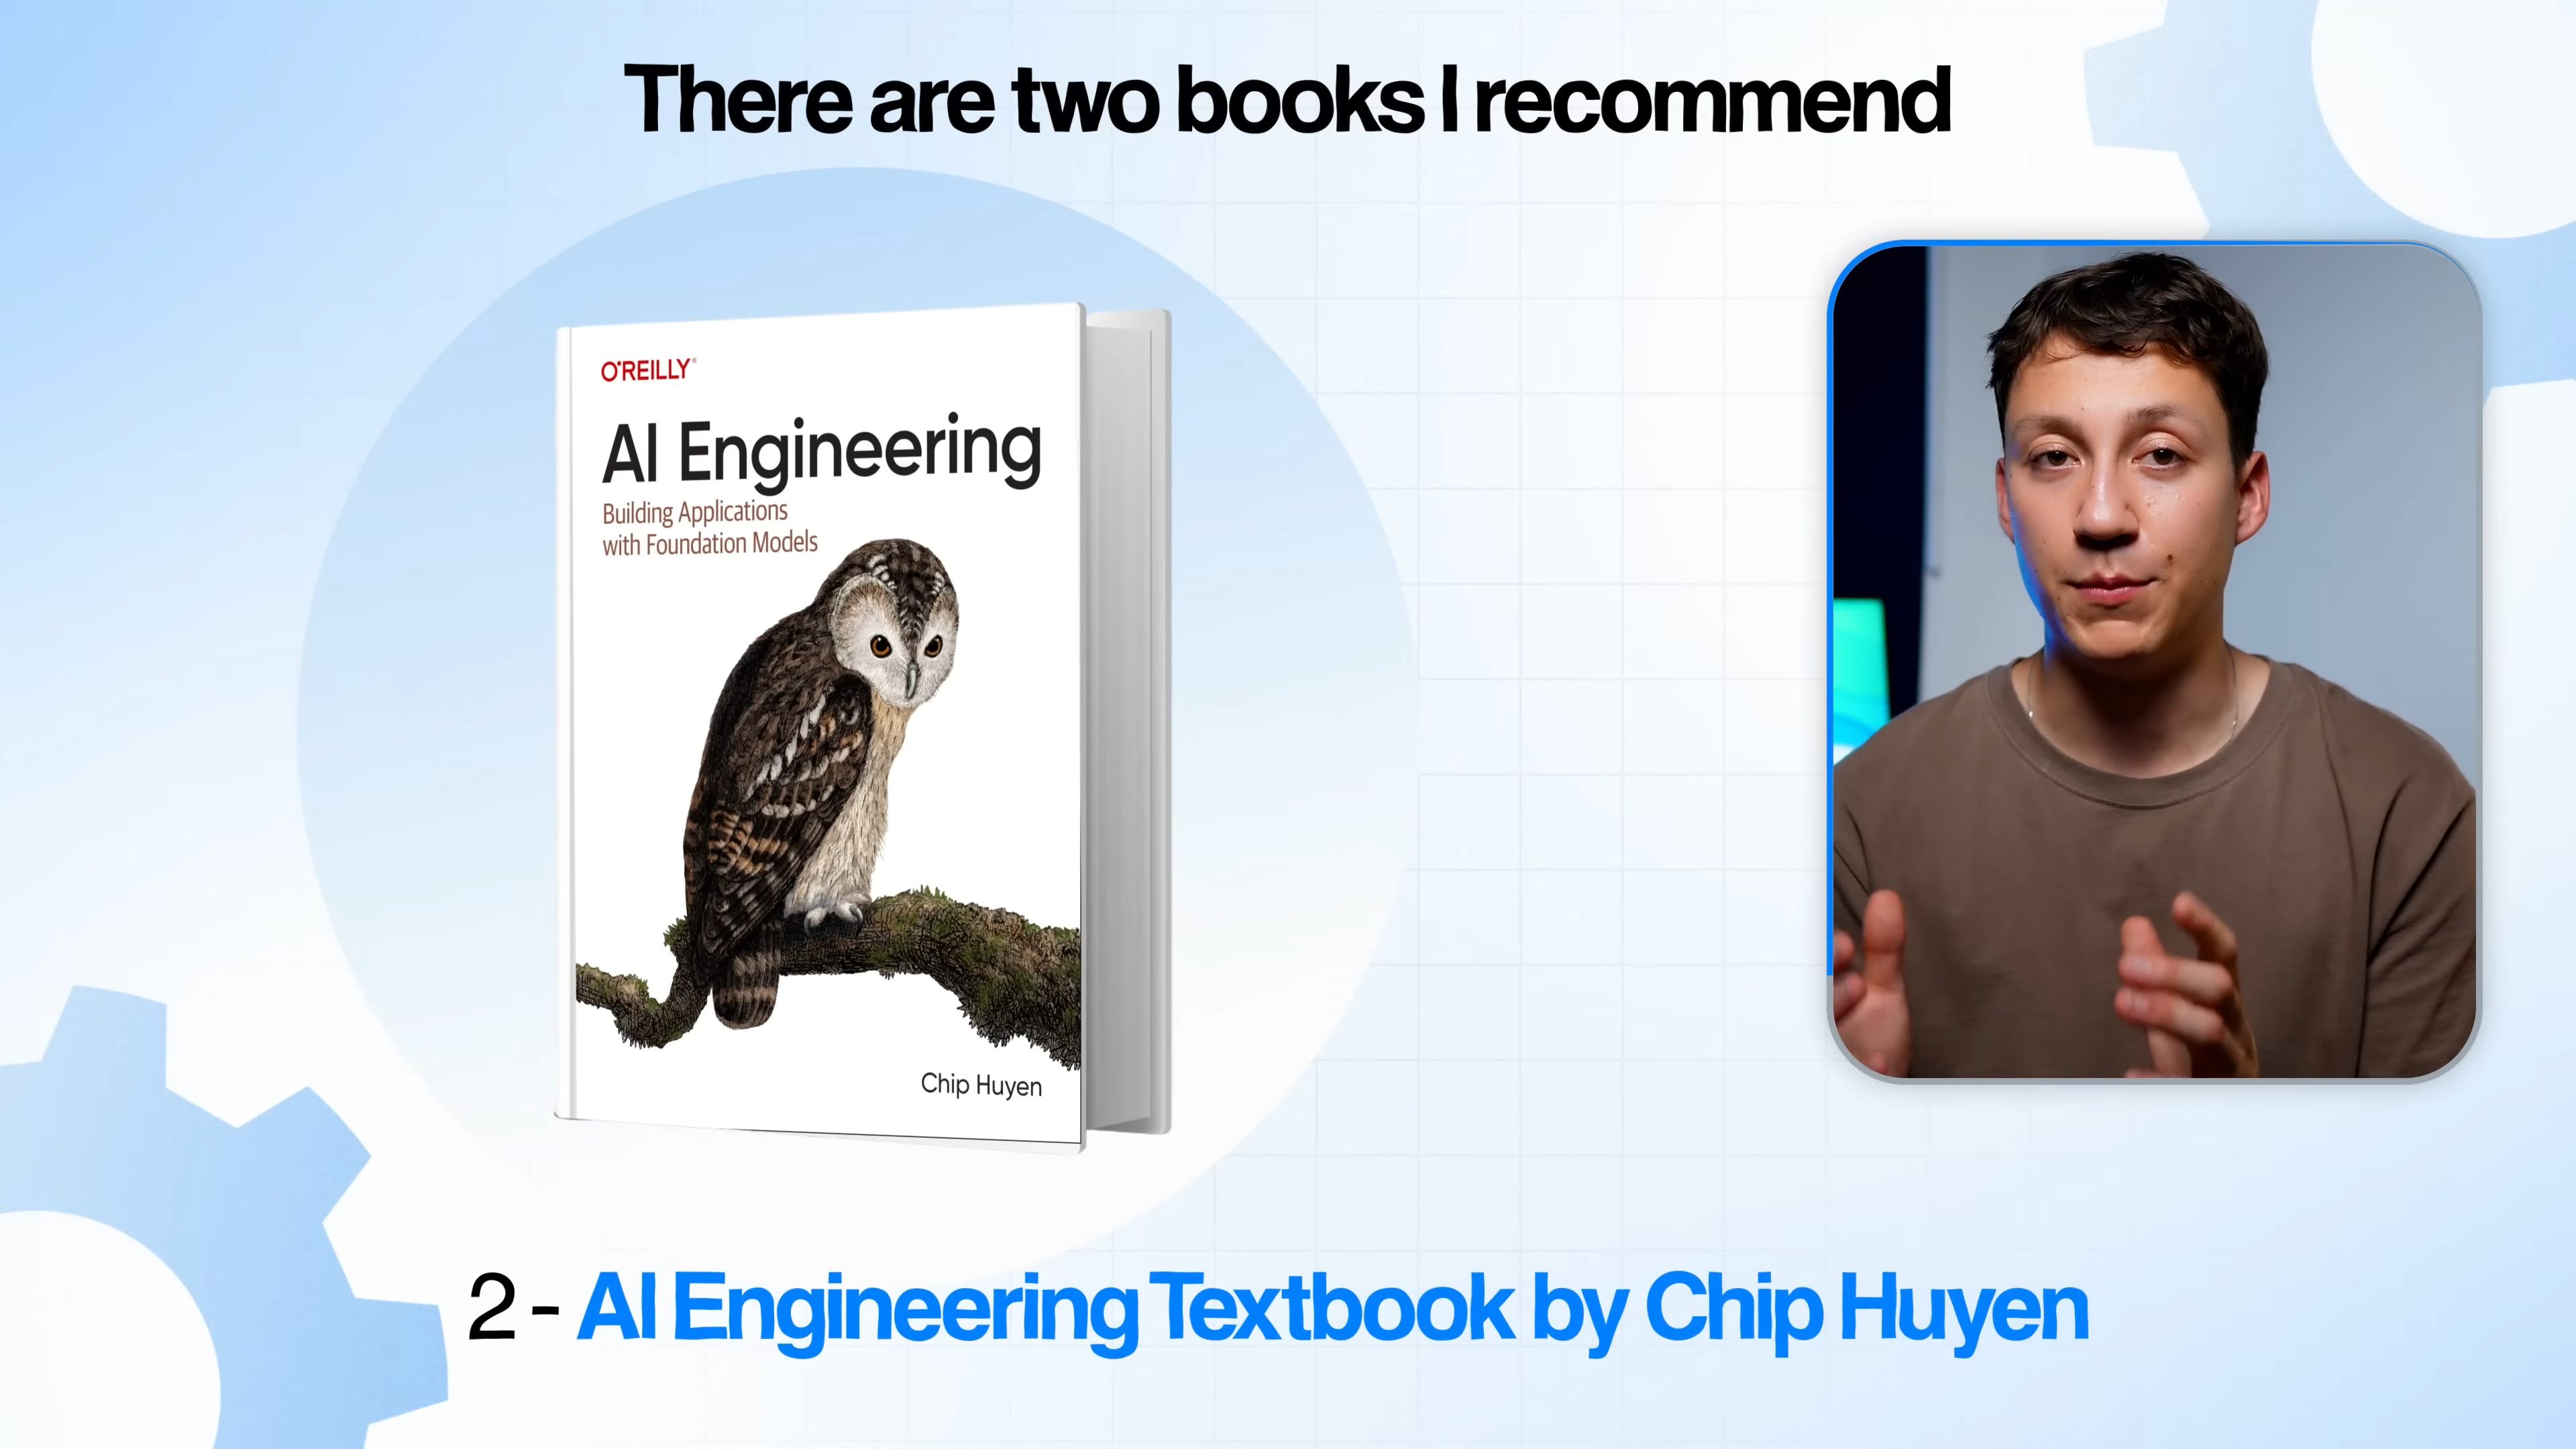 There are two books I recommend
O'REILLY®
AI Engineering
Building Applications
with Foundation Models
Chip Huyen
2 - AI Engineering Textbook by Chip Huyen